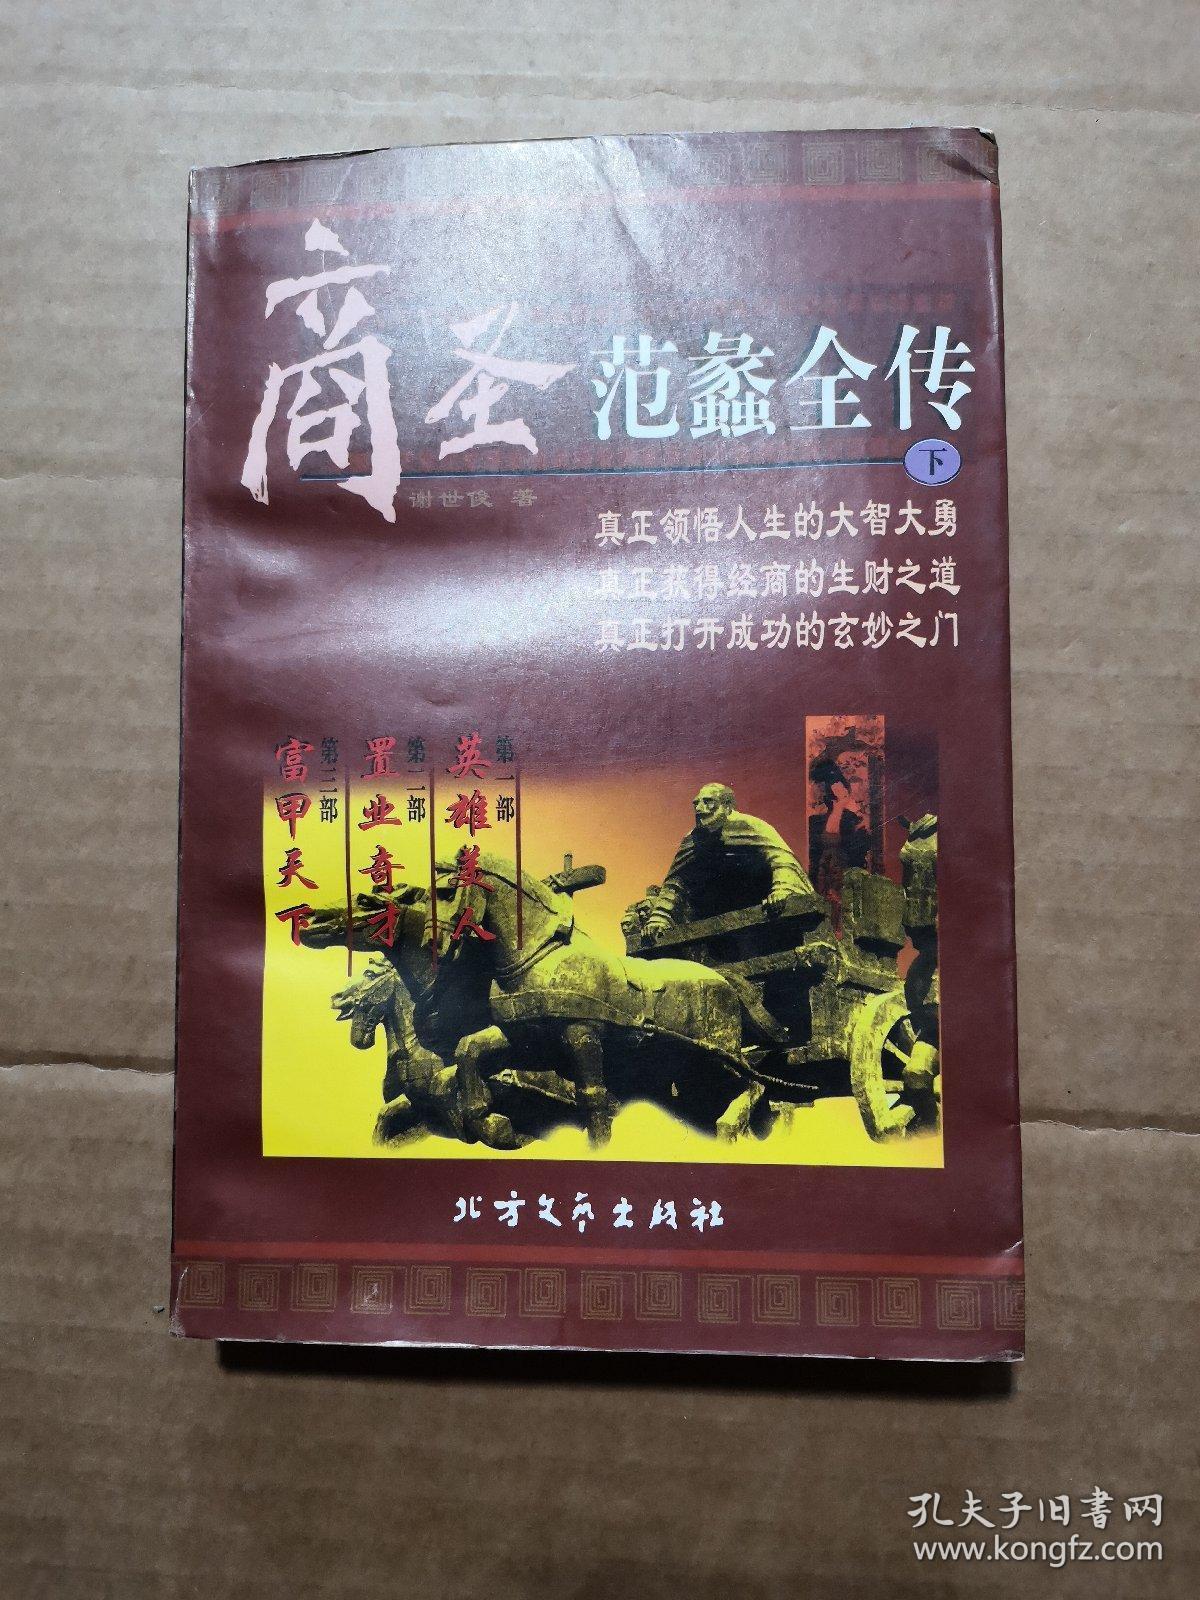 商圣 范蠡全传
下
谢世俊 著
真正领悟人生的大智大勇
真正获得经商的生财之道
真正打开成功的玄妙之门
第一部
英雄美人
第二部
置业奇才
第三部
富甲天下
北方文艺出版社
孔夫子旧书网
www.kongfz.com